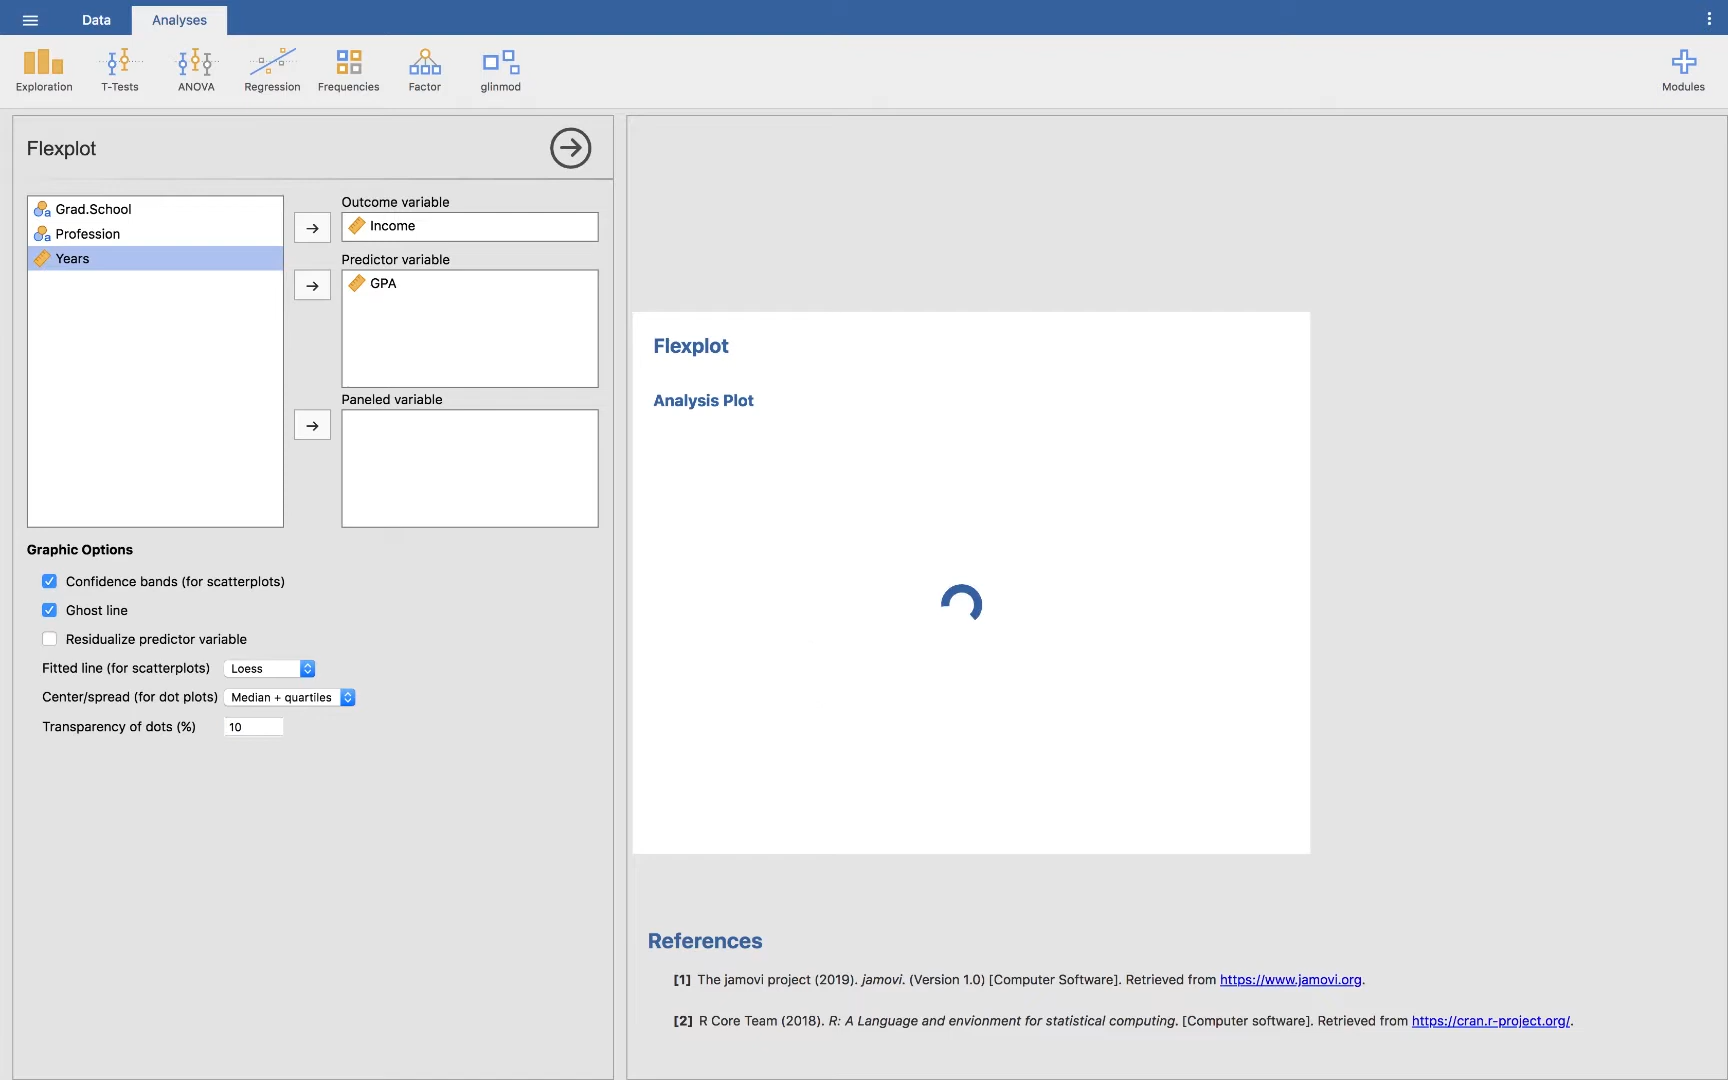 Data
Analyses
Exploration
T-Tests
ANOVA
Regression
Frequencies
Factor
glinmod
Modules
Flexplot
Grad.School
Profession
Years
Outcome variable
Income
Predictor variable
GPA
Paneled variable
Graphic Options
Confidence bands (for scatterplots)
Ghost line
Residualize predictor variable
Fitted line (for scatterplots) Loess
Center/spread (for dot plots) Median + quartiles
Transparency of dots (%) 10
Flexplot
Analysis Plot
References
[1] The jamovi project (2019). jamovi. (Version 1.0) [Computer Software]. Retrieved from https://www.jamovi.org.
[2] R Core Team (2018). R: A Language and envionment for statistical computing. [Computer software]. Retrieved from https://cran.r-project.org/.